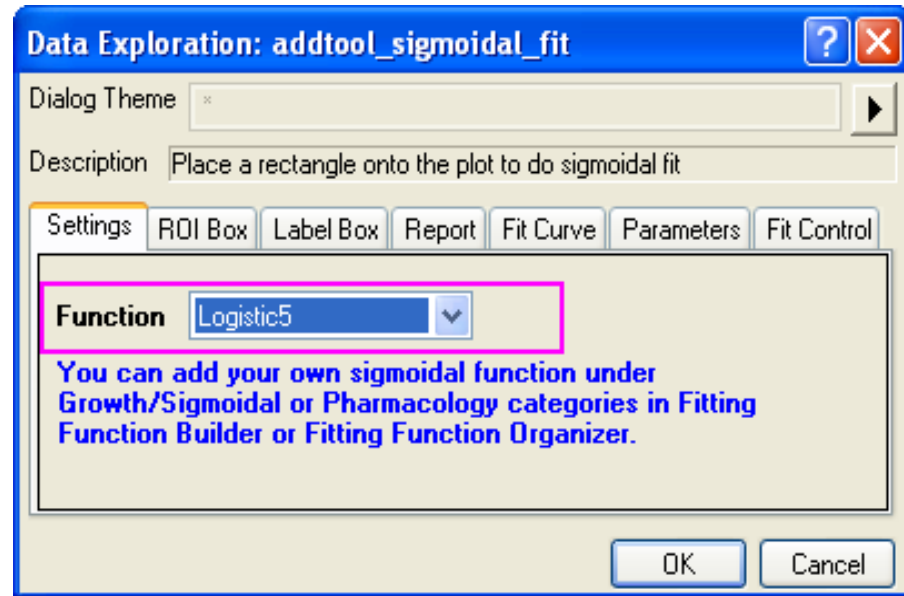 Data Exploration: addtool_sigmoidal_fit
Dialog Theme *
Description Place a rectangle onto the plot to do sigmoidal fit
Settings ROI Box Label Box Report Fit Curve Parameters Fit Control
Function Logistic5
You can add your own sigmoidal function under
Growth/Sigmoidal or Pharmacology categories in Fitting
Function Builder or Fitting Function Organizer.
OK Cancel